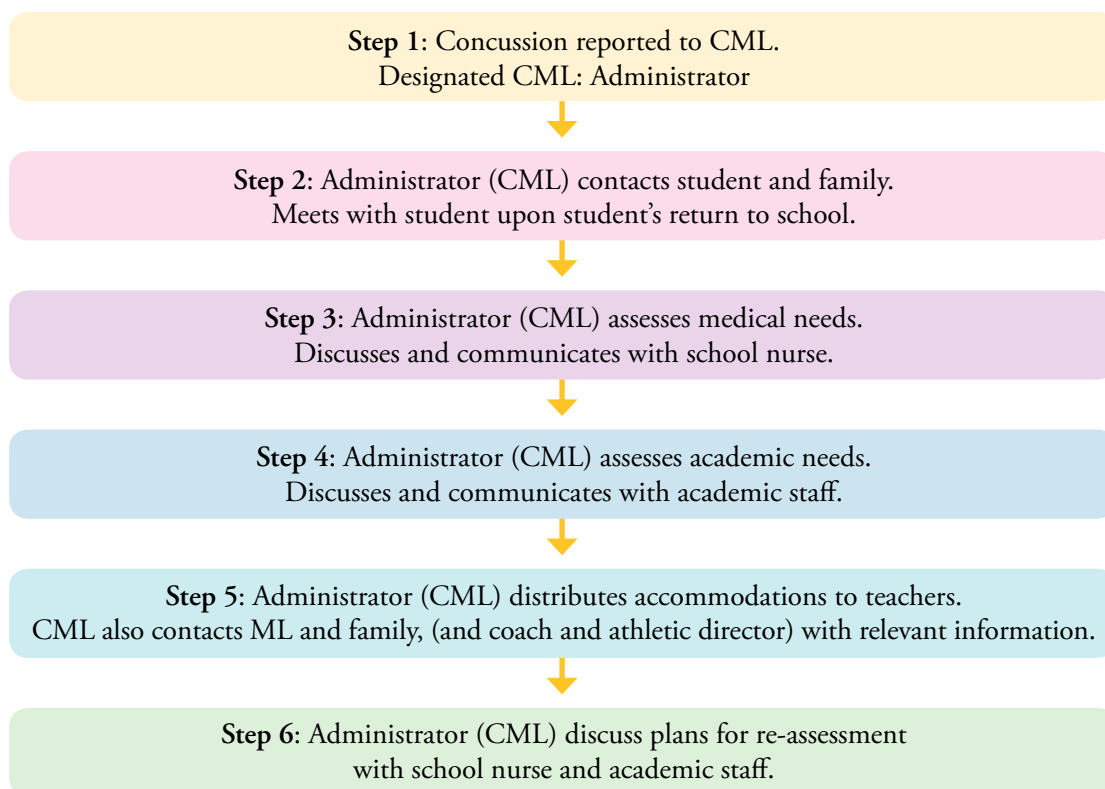 Step 1: Concussion reported to CML.
Designated CML: Administrator
Step 2: Administrator (CML) contacts student and family.
Meets with student upon student’s return to school.
Step 3: Administrator (CML) assesses medical needs.
Discusses and communicates with school nurse.
Step 4: Administrator (CML) assesses academic needs.
Discusses and communicates with academic staff.
Step 5: Administrator (CML) distributes accommodations to teachers.
CML also contacts ML and family, (and coach and athletic director) with relevant information.
Step 6: Administrator (CML) discuss plans for re-assessment
with school nurse and academic staff.